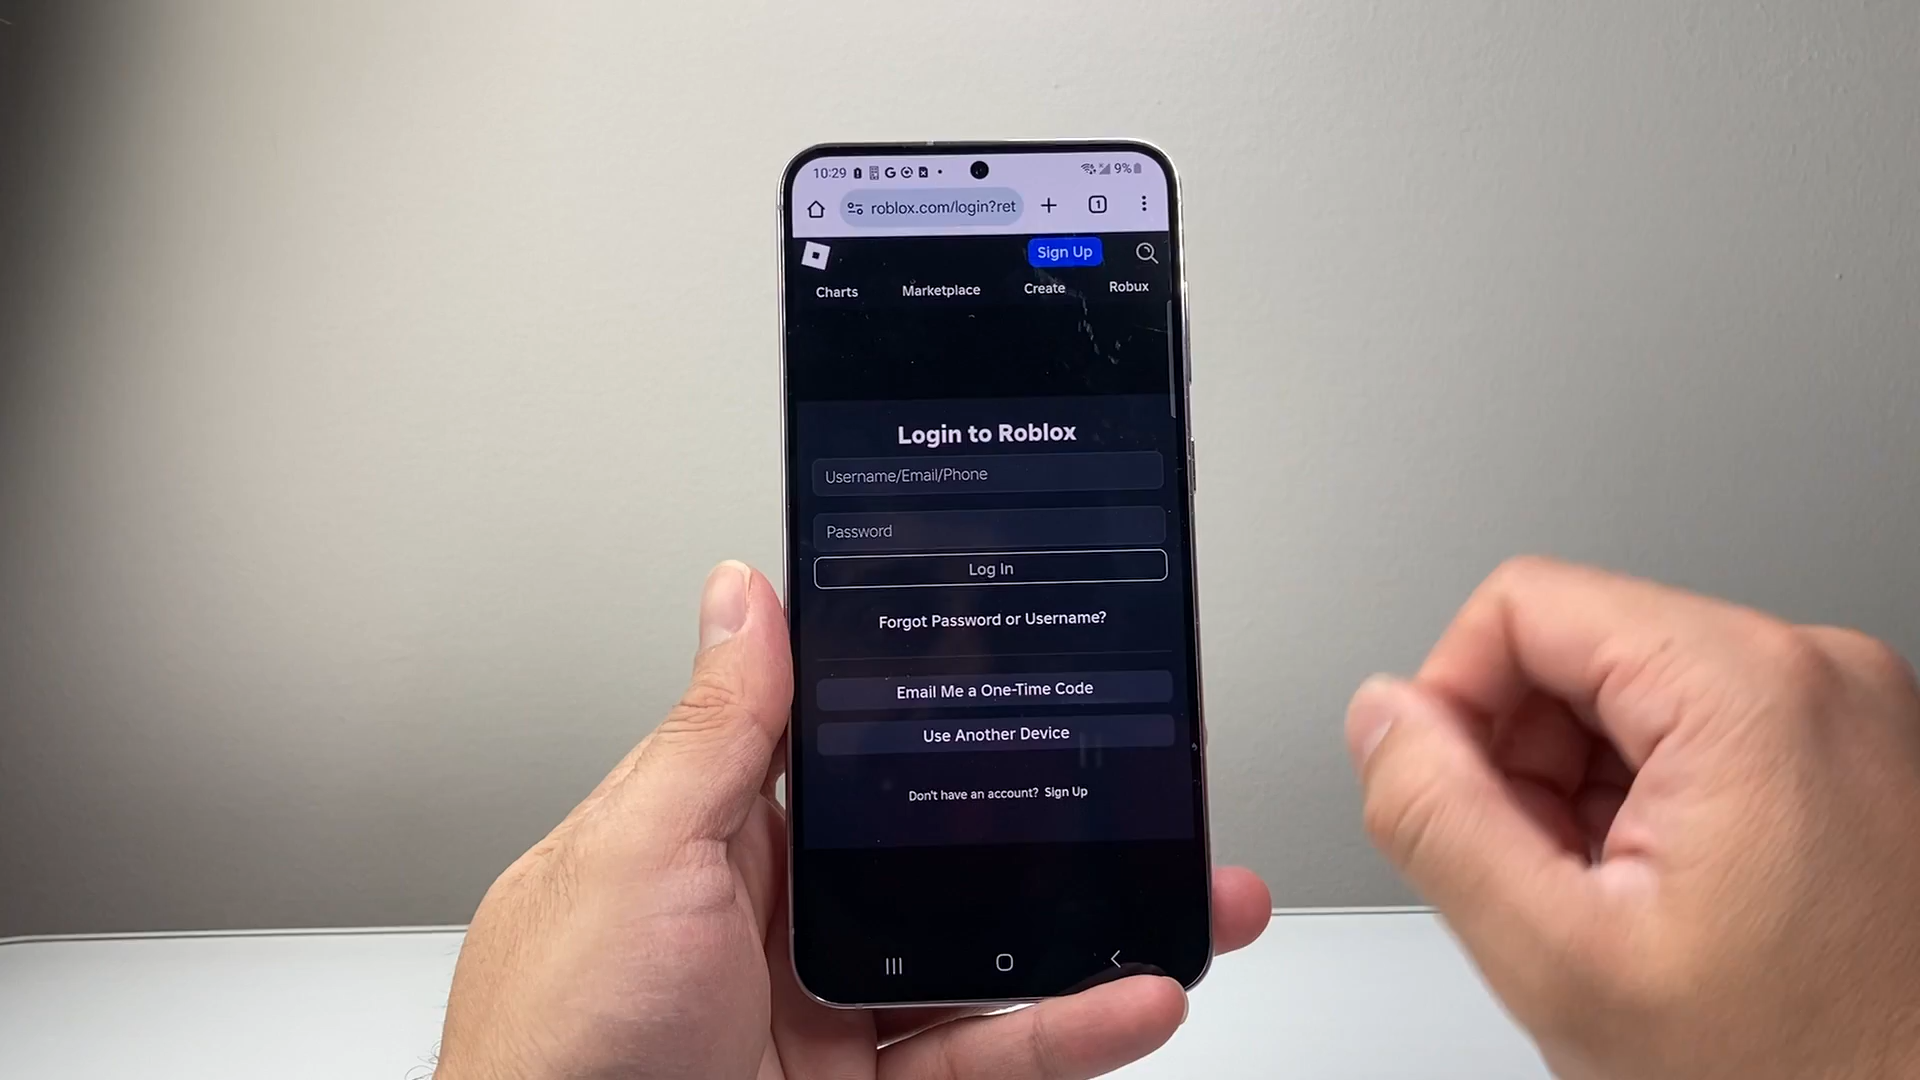 10:29 G 9%
roblox.com/login?ret 1
Sign Up
Charts Marketplace Create Robux
Login to Roblox
Username/Email/Phone
Password
Log In
Forgot Password or Username?
Email Me a One-Time Code
Use Another Device
Don't have an account? Sign Up